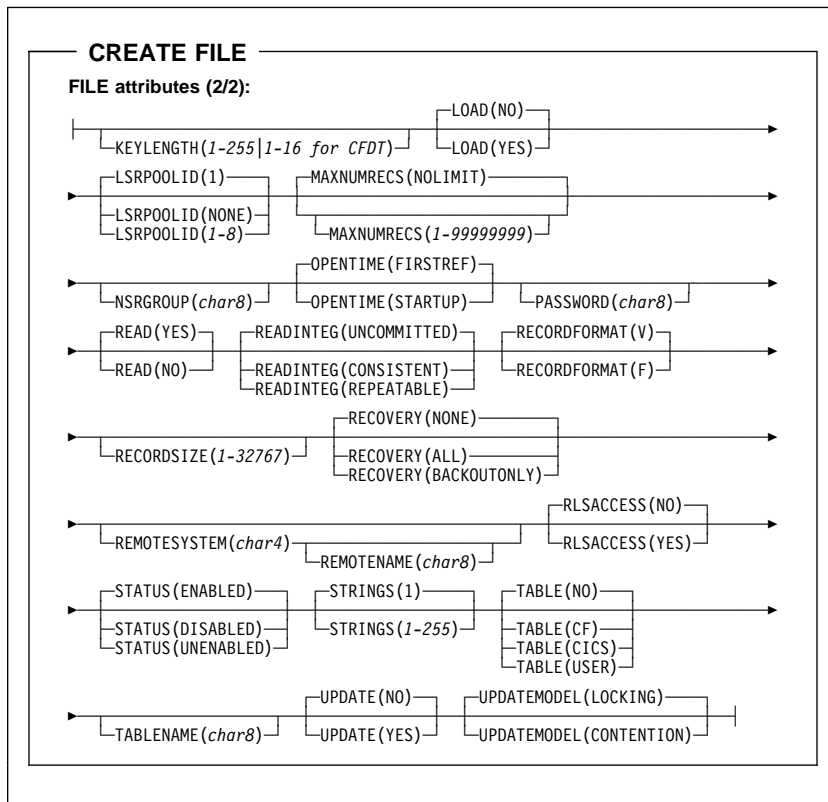 CREATE FILE
FILE attributes (2/2):
LOAD(NO)
KEYLENGTH(1-255|1-16 for CFDT) LOAD(YES)
LSRPOOLID(1) MAXNUMRECS(NOLIMIT)
LSRPOOLID(NONE)
LSRPOOLID(1-8) MAXNUMRECS(1-99999999)
OPENTIME(FIRSTREF)
NSRGROUP(char8) OPENTIME(STARTUP) PASSWORD(char8)
READ(YES) READINTEG(UNCOMMITTED) RECORDFORMAT(V)
READ(NO) READINTEG(CONSISTENT) RECORDFORMAT(F)
READINTEG(REPEATABLE)
RECOVERY(NONE)
RECORDSIZE(1-32767) RECOVERY(ALL)
RECOVERY(BACKOUTONLY)
RLSACCESS(NO)
REMOTESYSTEM(char4) RLSACCESS(YES)
REMOTENAME(char8)
STATUS(ENABLED) STRINGS(1) TABLE(NO)
STATUS(DISABLED) STRINGS(1-255) TABLE(CF)
STATUS(UNENABLED) TABLE(CICS)
TABLE(USER)
UPDATE(NO) UPDATEMODEL(LOCKING)
TABLENAME(char8) UPDATE(YES) UPDATEMODEL(CONTENTION)